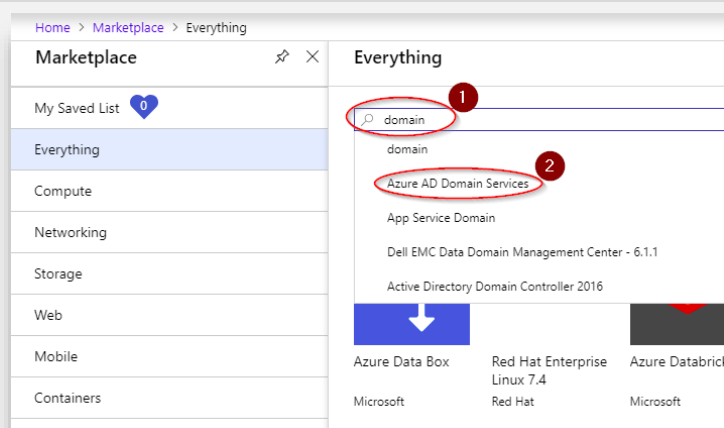 Home > Marketplace > Everything
Marketplace
My Saved List 0
Everything
Compute
Networking
Storage
Web
Mobile
Containers
Everything
1
domain
domain
2
Azure AD Domain Services
App Service Domain
Dell EMC Data Domain Management Center - 6.1.1
Active Directory Domain Controller 2016
Azure Data Box
Microsoft
Red Hat Enterprise
Linux 7.4
Red Hat
Azure Databrick
Microsoft